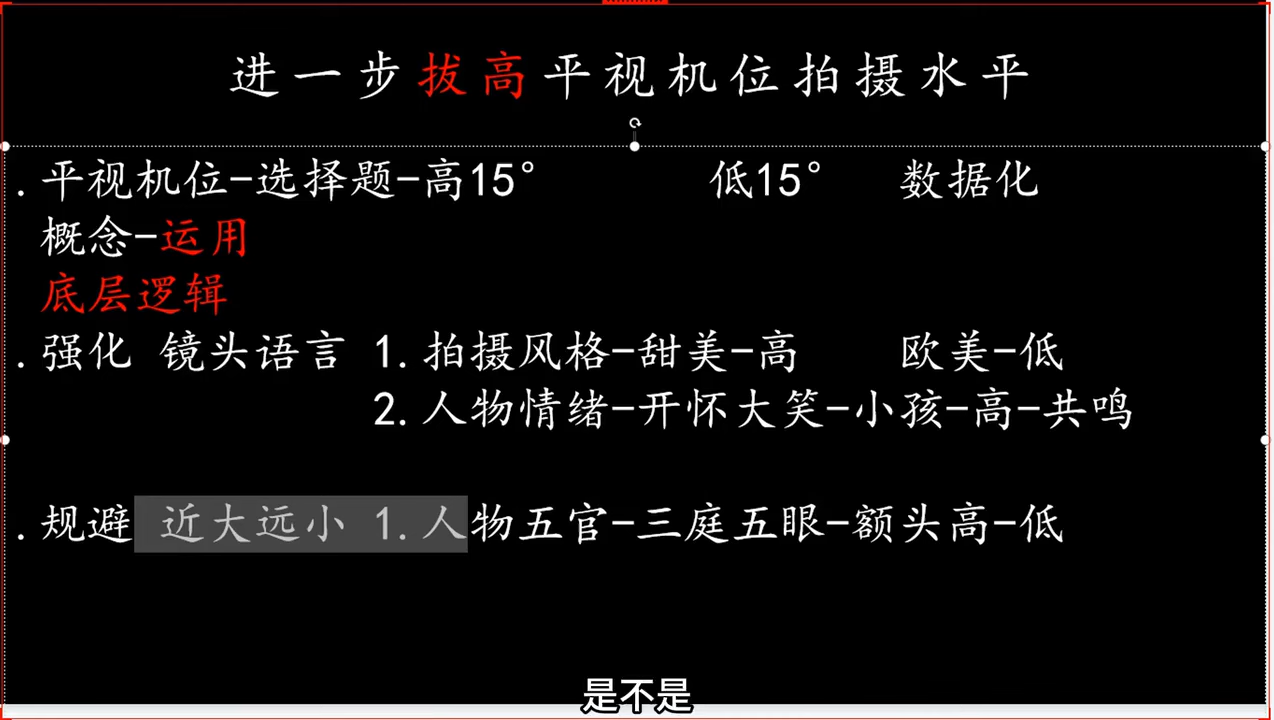 进一步拔高平视机位拍摄水平
.平视机位-选择题-高15° 低15° 数据化
概念-运用
底层逻辑
.强化 镜头语言 1.拍摄风格-甜美-高 欧美-低
2.人物情绪-开怀大笑-小孩-高-共鸣
.规避 近大远小 1.人物五官-三庭五眼-额头高-低
是不是